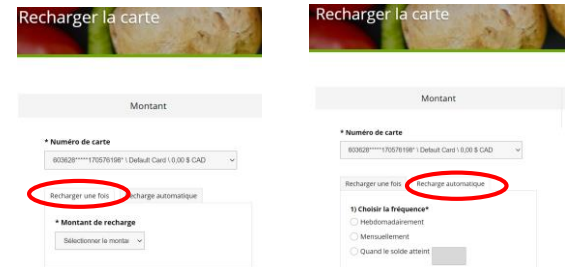 Recharger la carte
Montant
* Numéro de carte
603628*****170576198* \ Default Card \ 0,00 $ CAD
Recharger une fois
Recharge automatique
* Montant de recharge
Sélectionner le montai
Recharger la carte
Montant
* Numéro de carte
603628*****170576198* \ Default Card \ 0,00 $ CAD
Recharger une fois
Recharge automatique
1) Choisir la fréquence*
Hebdomadairement
Mensuellement
Quand le solde atteint